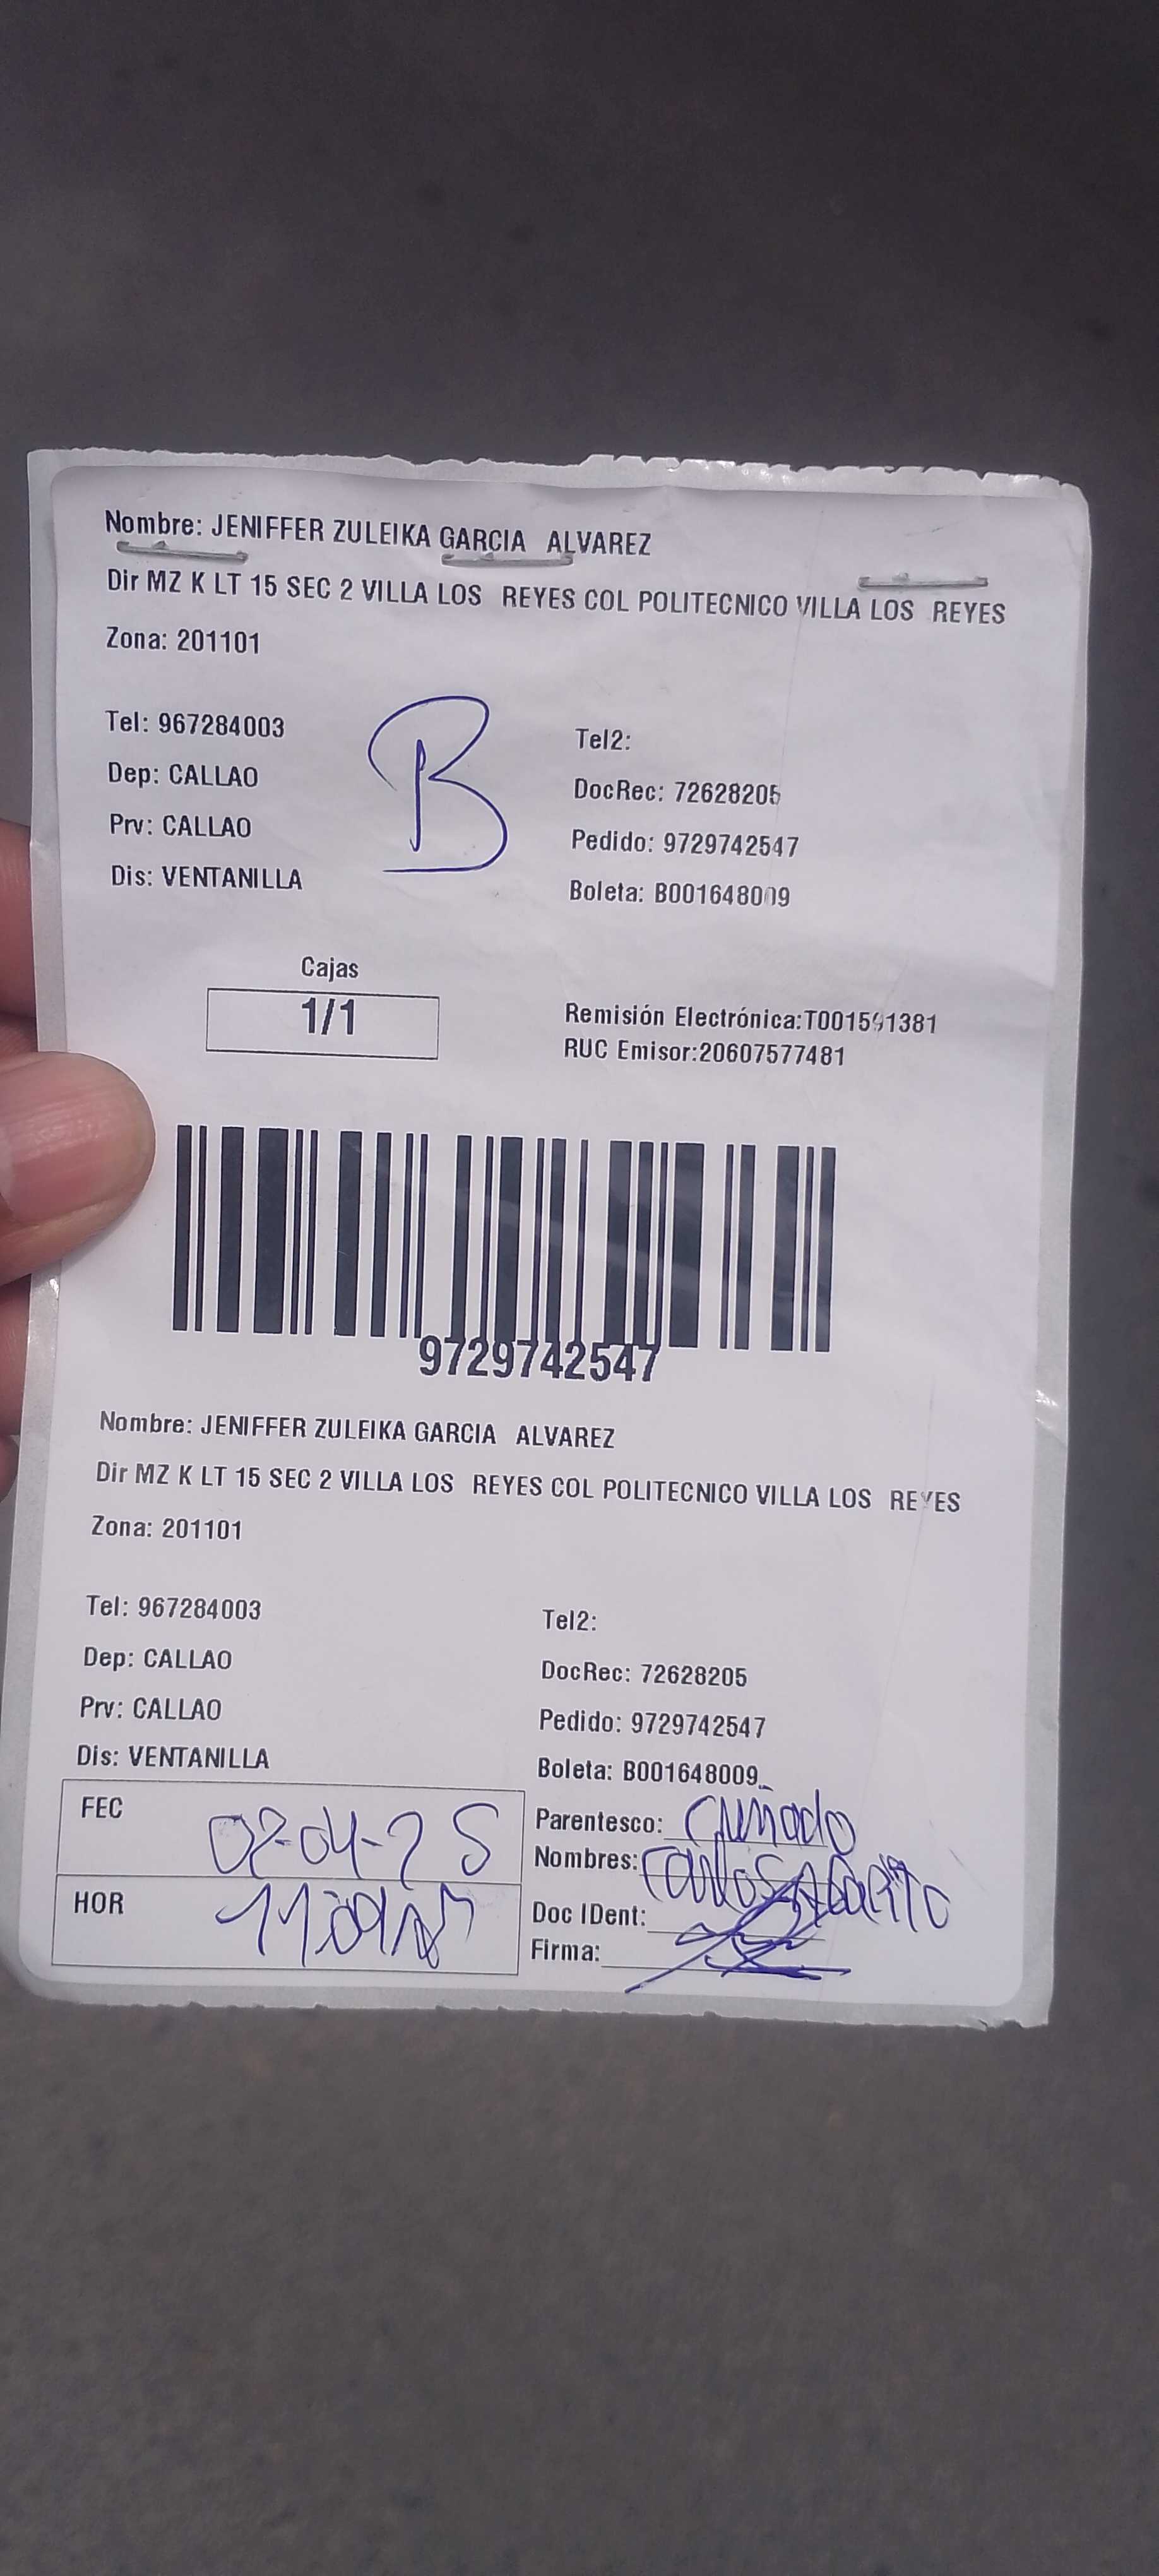 Nombre: JENIFFER ZULEIKA GARCIA ALVAREZ
Dir MZ K LT 15 SEC 2 VILLA LOS REYES COL POLITECNICO VILLA LOS REYES
Zona: 201101
Tel: 967284003
Tel2:
Dep: CALLAO
DocRec: 72628205
Prv: CALLAO
Pedido: 9729742547
Dis: VENTANILLA
Boleta: B001648009
B
Cajas
1/1
Remisión Electrónica:T001591381
RUC Emisor:20607577481
9729742547
Nombre: JENIFFER ZULEIKA GARCIA ALVAREZ
Dir MZ K LT 15 SEC 2 VILLA LOS REYES COL POLITECNICO VILLA LOS REYES
Zona: 201101
Tel: 967284003
Tel2:
Dep: CALLAO
DocRec: 72628205
Prv: CALLAO
Pedido: 9729742547
Dis: VENTANILLA
Boleta: B001648009
FEC 02-04-25
Parentesco: Cuñado
Nombres: Carlos
HOR
Doc IDent:
Firma: